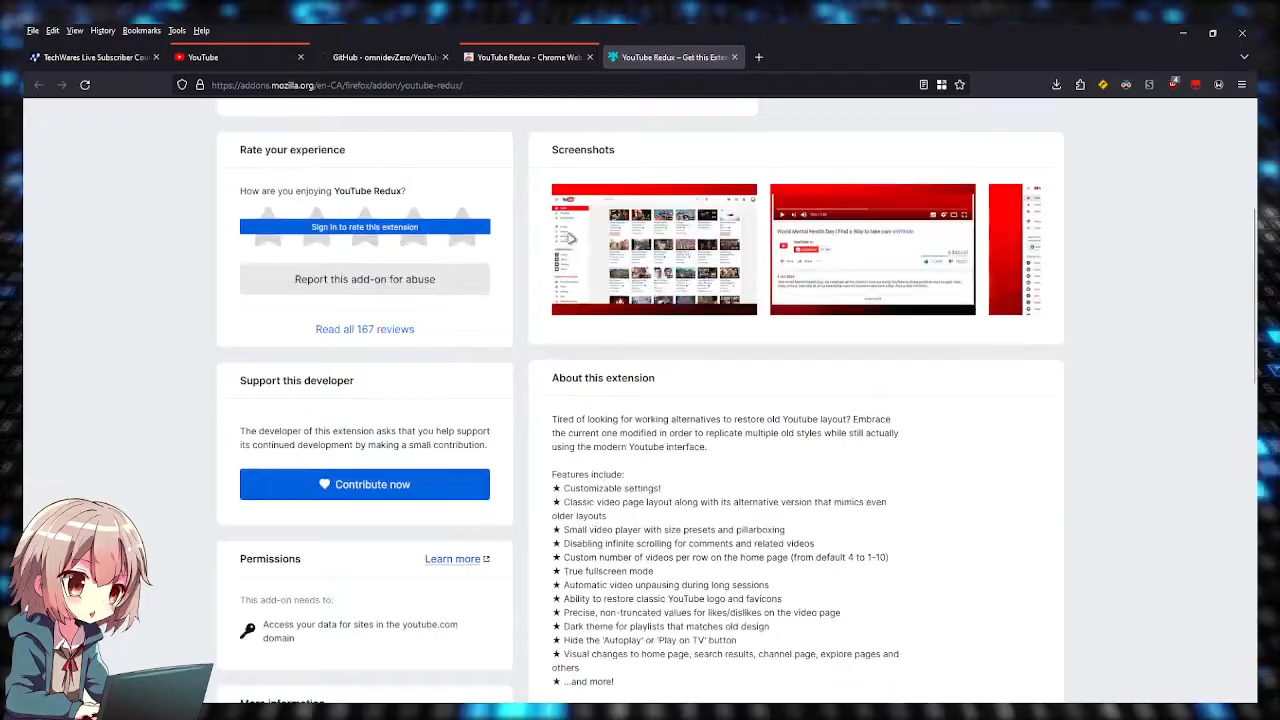 File Edit View History Bookmarks Tools Help
TechWares Live Subscriber Cou
YouTube
GitHub - omnidevZero/YouTub
YouTube Redux - Chrome Web
YouTube Redux – Get this Exten
https://addons.mozilla.org/en-CA/firefox/addon/youtube-redux/
Rate your experience
How are you enjoying YouTube Redux?
Report this add-on for abuse
Read all 167 reviews
Support this developer
The developer of this extension asks that you help support
its continued development by making a small contribution.
Contribute now
Permissions
Learn more
This add-on needs to:
Access your data for sites in the youtube.com
domain
More information
Screenshots
World Mental Health Day | Find a Way to take care #WithMe
About this extension
Tired of looking for working alternatives to restore old Youtube layout? Embrace
the current one modified in order to replicate multiple old styles while still actually
using the modern Youtube interface.
Features include:
★ Customizable settings!
★ Classic video page layout along with its alternative version that mimics even
older layouts
★ Small video player with size presets and pillarboxing
★ Disabling infinite scrolling for comments and related videos
★ Custom number of videos per row on the home page (from default 4 to 1-10)
★ True fullscreen mode
★ Automatic video unpausing during long sessions
★ Ability to restore classic YouTube logo and favicons
★ Precise, non-truncated values for likes/dislikes on the video page
★ Dark theme for playlists that matches old design
★ Hide the 'Autoplay' or 'Play on TV' button
★ Visual changes to home page, search results, channel page, explore pages and
others
★ ...and more!